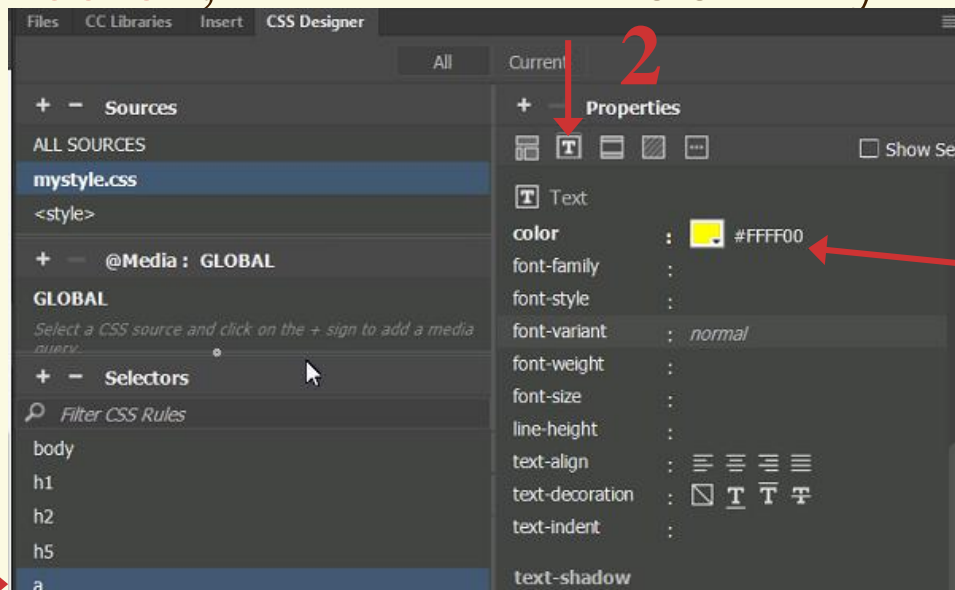 Files CC Libraries Insert CSS Designer
All Current
2
+ − Sources
ALL SOURCES
mystyle.css
<style>
+ − @Media : GLOBAL
GLOBAL
Select a CSS source and click on the + sign to add a media
query.
+ − Selectors
Filter CSS Rules
body
h1
h2
h5
a
+ − Properties
Show Se
T Text
color : #FFFF00
font-family :
font-style :
font-variant : normal
font-weight :
font-size :
line-height :
text-align :
text-decoration : T T T
text-indent :
text-shadow